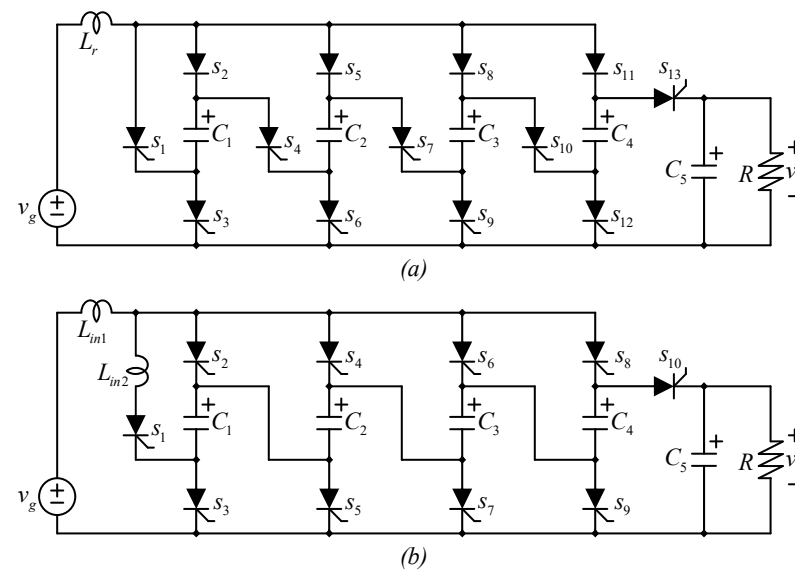 L_r
s_2
s_5
s_8
s_11
s_13
s_1
+
C_1
s_4
+
C_2
s_7
+
C_3
s_10
+
C_4
+
C_5
R
+
v
−
v_g
+
−
s_3
s_6
s_9
s_12
(a)
L_in1
L_in2
s_2
s_4
s_6
s_8
s_10
s_1
+
C_1
+
C_2
+
C_3
+
C_4
+
C_5
R
+
v
−
v_g
+
−
s_3
s_5
s_7
s_9
(b)